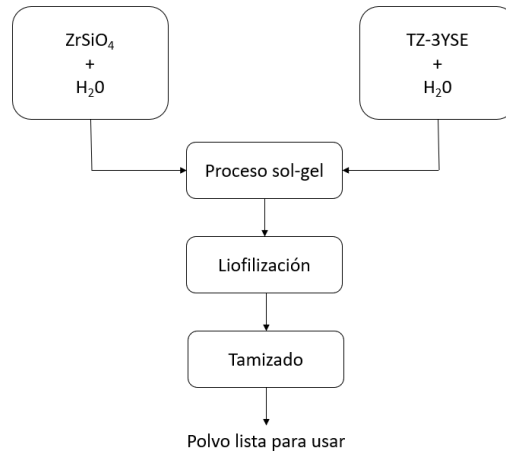 ZrSiO₄
+
H₂0
TZ-3YSE
+
H₂0
Proceso sol-gel
Liofilización
Tamizado
Polvo lista para usar